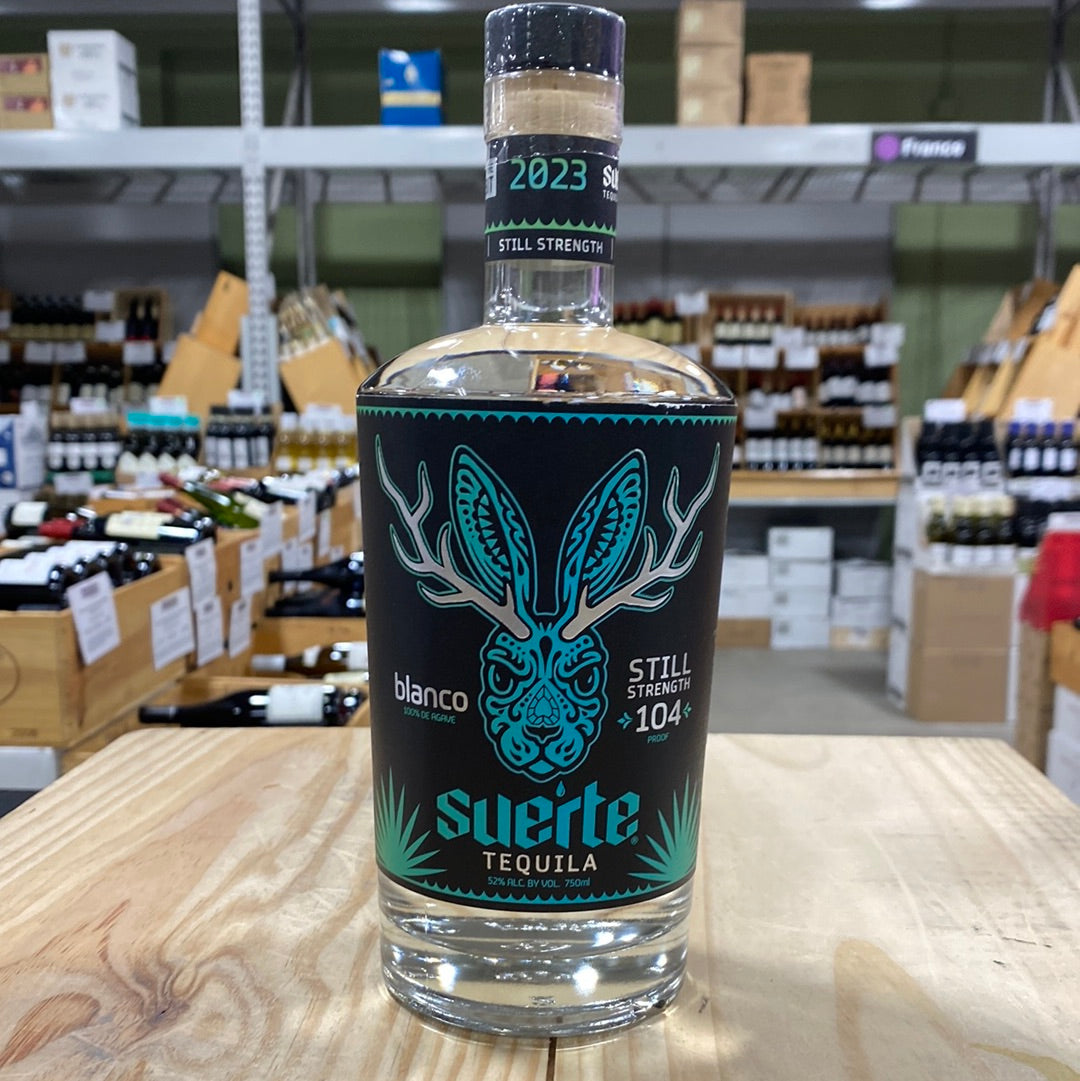 2023
TEQUILA
STILL STRENGTH
France
blanco
100% DE AGAVE
STILL
STRENGTH
104
PROOF
suerte®
TEQUILA
52% ALC. BY VOL. 750ml